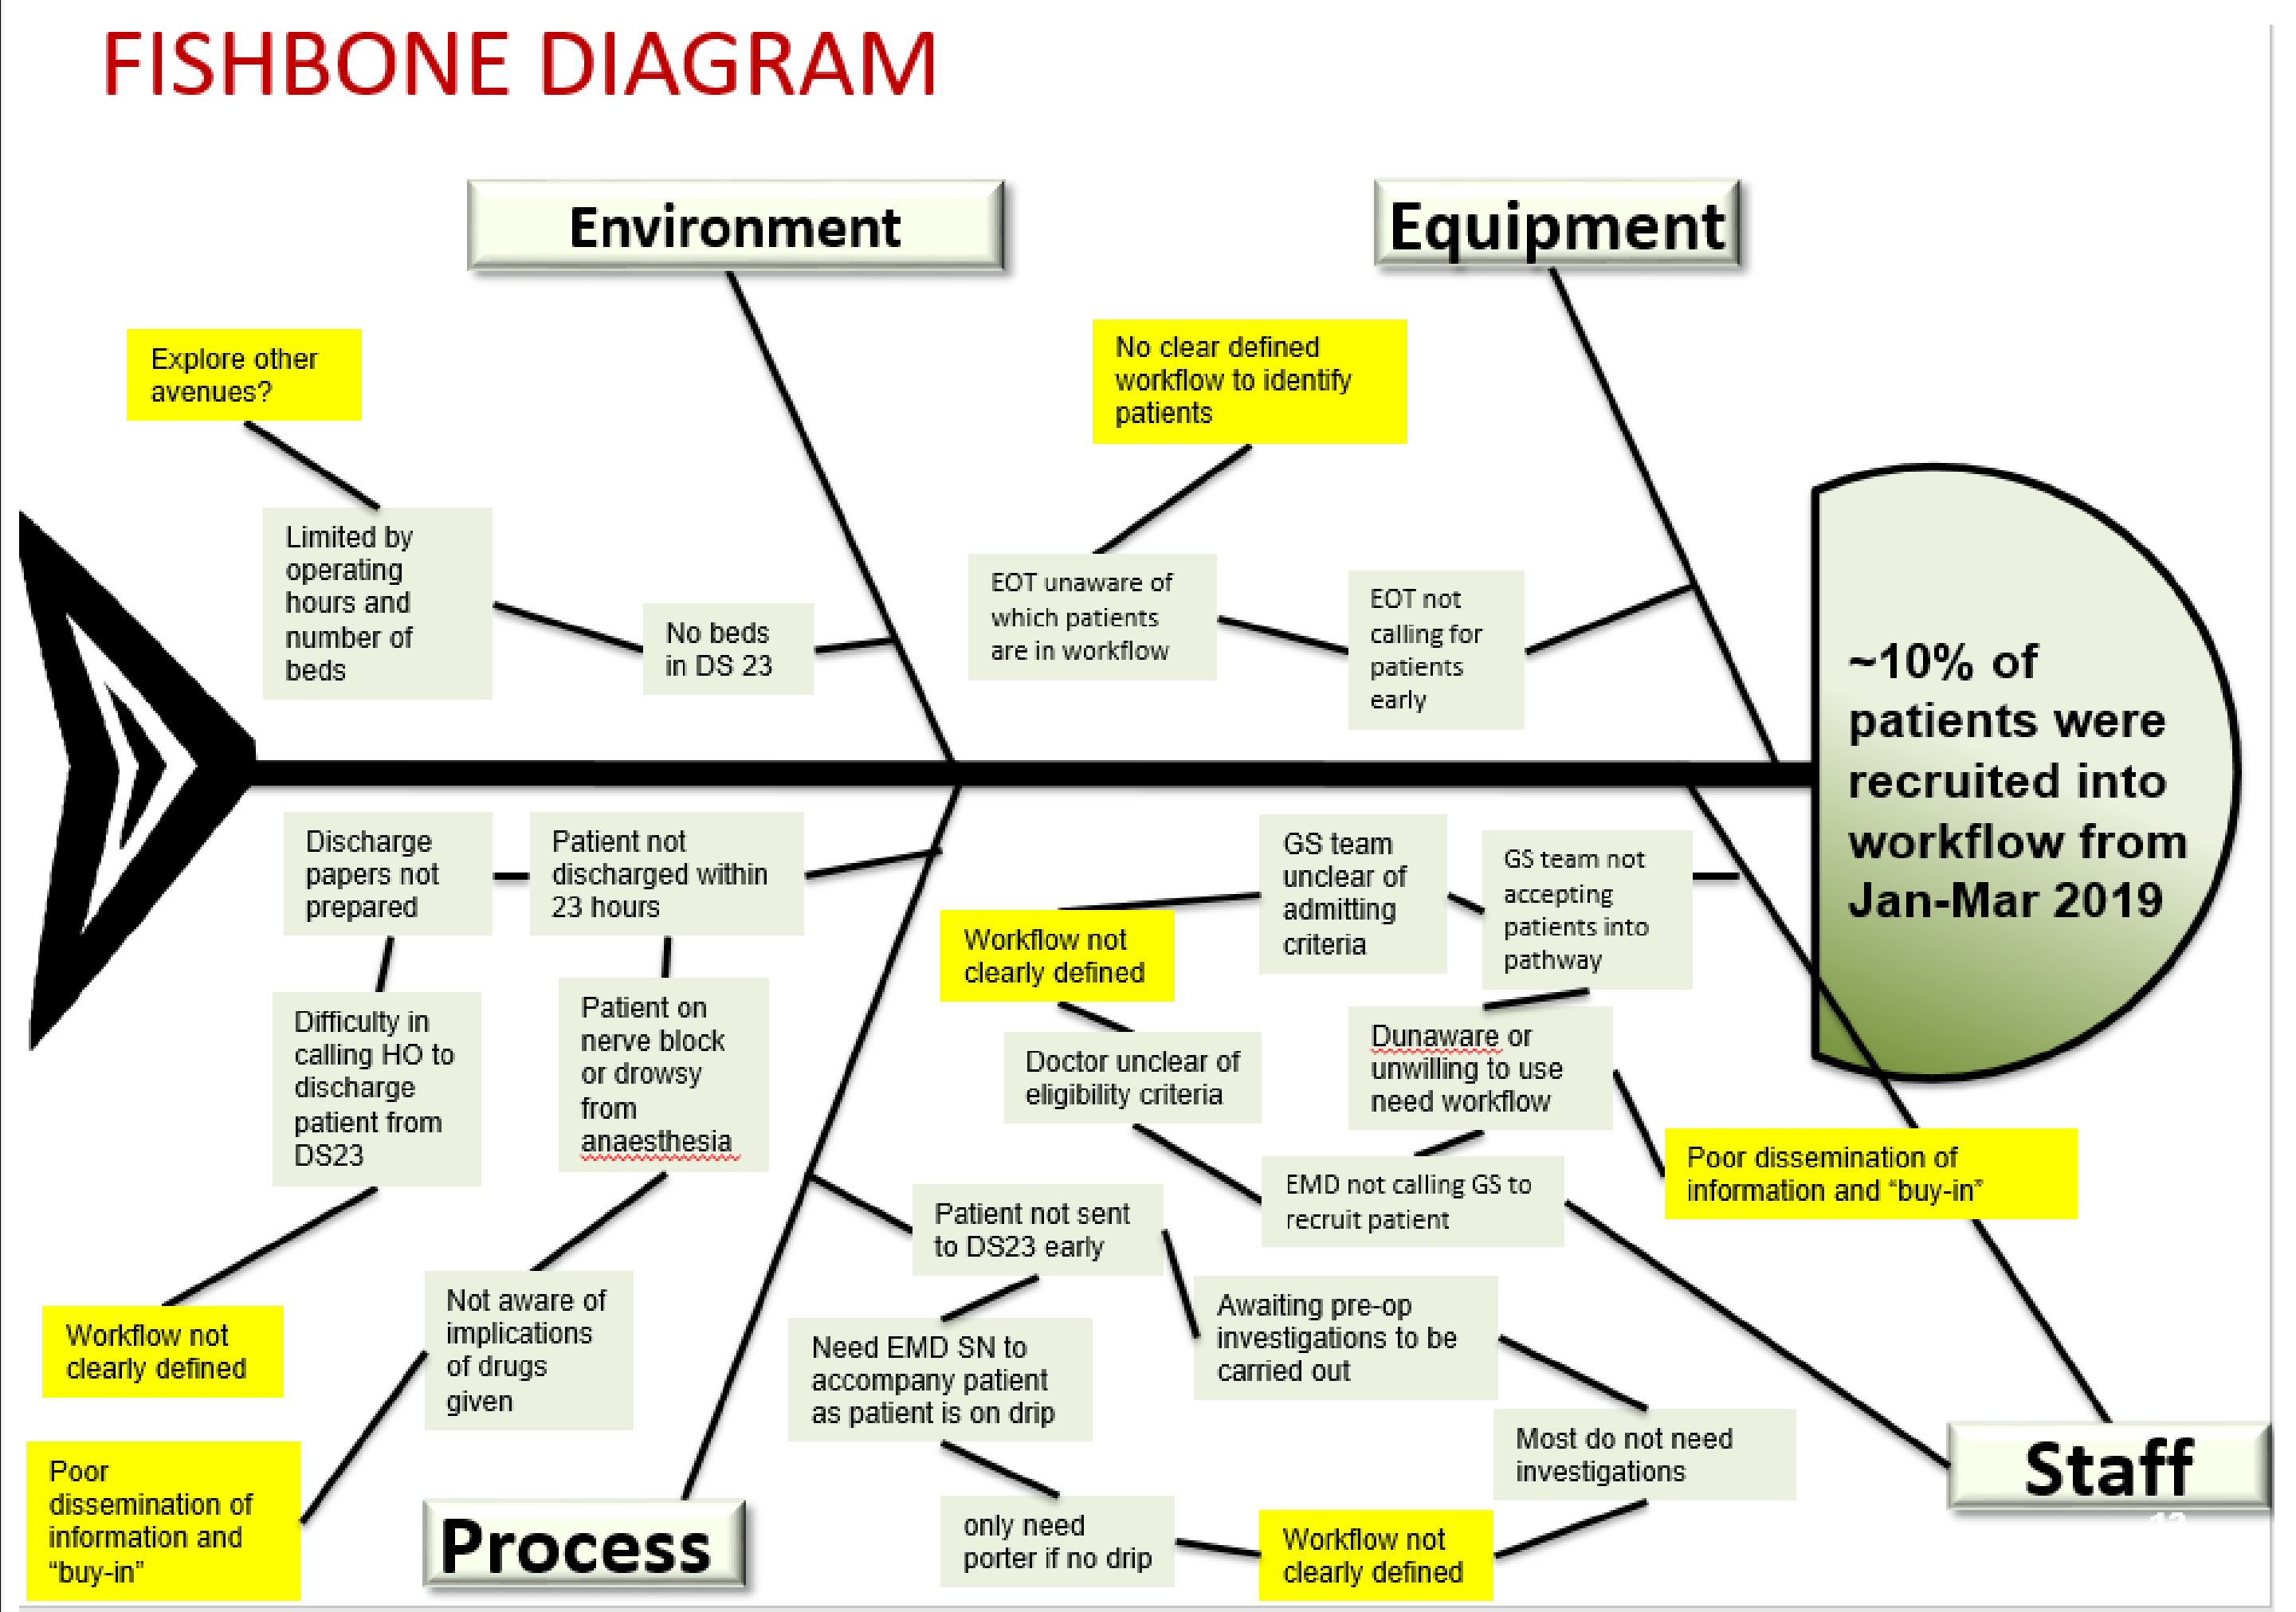 FISHBONE DIAGRAM
Environment
Equipment
Explore other
avenues?
No clear defined
workflow to identify
patients
Limited by
operating
hours and
number of
beds
No beds
in DS 23
EOT unaware of
which patients
are in workflow
EOT not
calling for
patients
early
~10% of
patients were
recruited into
workflow from
Jan-Mar 2019
Discharge
papers not
prepared
Patient not
discharged within
23 hours
GS team
unclear of
admitting
criteria
GS team not
accepting
patients into
pathway
Workflow not
clearly defined
Difficulty in
calling HO to
discharge
patient from
DS23
Patient on
nerve block
or drowsy
from
anaesthesia
Doctor unclear of
eligibility criteria
Dunaware or
unwilling to use
need workflow
Poor dissemination of
information and “buy-in”
EMD not calling GS to
recruit patient
Patient not sent
to DS23 early
Not aware of
implications
of drugs
given
Workflow not
clearly defined
Need EMD SN to
accompany patient
as patient is on drip
Awaiting pre-op
investigations to be
carried out
Most do not need
investigations
Poor
dissemination of
information and
“buy-in”
Process
only need
porter if no drip
Workflow not
clearly defined
Staff
12